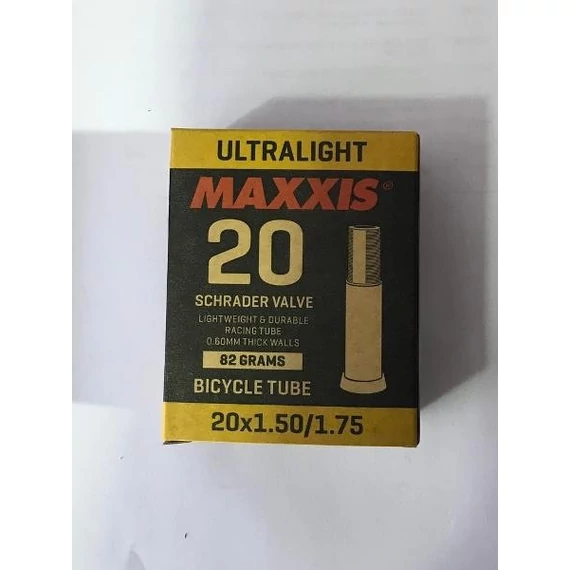 ULTRALIGHT
MAXXIS®
20
SCHRADER VALVE
LIGHTWEIGHT & DURABLE
RACING TUBE
0.60MM THICK WALLS
82 GRAMS
BICYCLE TUBE
20x1.50/1.75